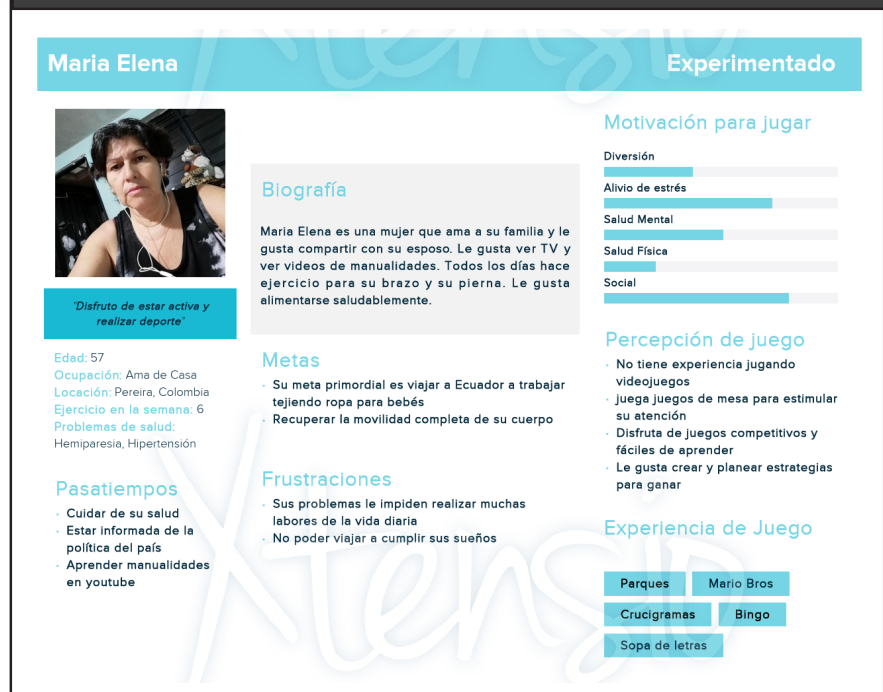 Maria Elena
Experimentado
"Disfruto de estar activa y
realizar deporte"
Edad: 57
Ocupación: Ama de Casa
Locación: Pereira, Colombia
Ejercicio en la semana: 6
Problemas de salud:
Hemiparesia, Hipertensión
Pasatiempos
· Cuidar de su salud
· Estar informada de la
política del país
· Aprender manualidades
en youtube
Biografía
Maria Elena es una mujer que ama a su familia y le
gusta compartir con su esposo. Le gusta ver TV y
ver videos de manualidades. Todos los días hace
ejercicio para su brazo y su pierna. Le gusta
alimentarse saludablemente.
Metas
· Su meta primordial es viajar a Ecuador a trabajar
tejiendo ropa para bebés
· Recuperar la movilidad completa de su cuerpo
Frustraciones
· Sus problemas le impiden realizar muchas
labores de la vida diaria
· No poder viajar a cumplir sus sueños
Motivación para jugar
Diversión
Alivio de estrés
Salud Mental
Salud Física
Social
Percepción de juego
· No tiene experiencia jugando
videojuegos
· juega juegos de mesa para estimular
su atención
· Disfruta de juegos competitivos y
fáciles de aprender
· Le gusta crear y planear estrategias
para ganar
Experiencia de Juego
Parques
Mario Bros
Crucigramas
Bingo
Sopa de letras
Xtensio
Xtensio